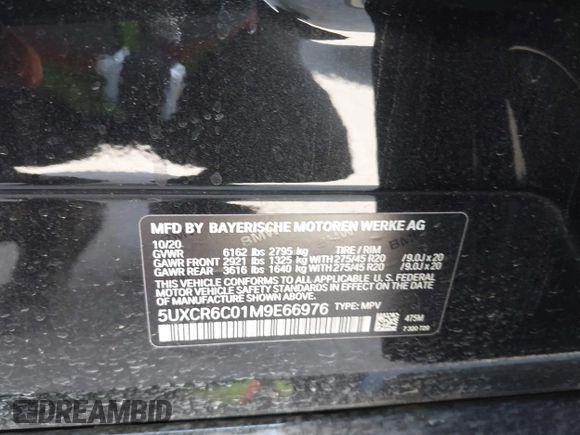 MFD BY BAYERISCHE MOTOREN WERKE AG
10/20
GVWR 6162 lbs 2795 kg TIRE / RIM
GAWR FRONT 2921 lbs 1325 kg WITH 275/45 R20 /9.0J x 20
GAWR REAR 3616 lbs 1640 kg WITH 275/45 R20 /9.0J x 20
THIS VEHICLE CONFORMS TO ALL APPLICABLE U. S. FEDERAL
MOTOR VEHICLE SAFETY STANDARDS IN EFFECT ON THE
DATE OF MANUFACTURE SHOWN ABOVE.
5UXCR6C01M9E66976 TYPE: MPV
475M
7 320 709
DREAMBID